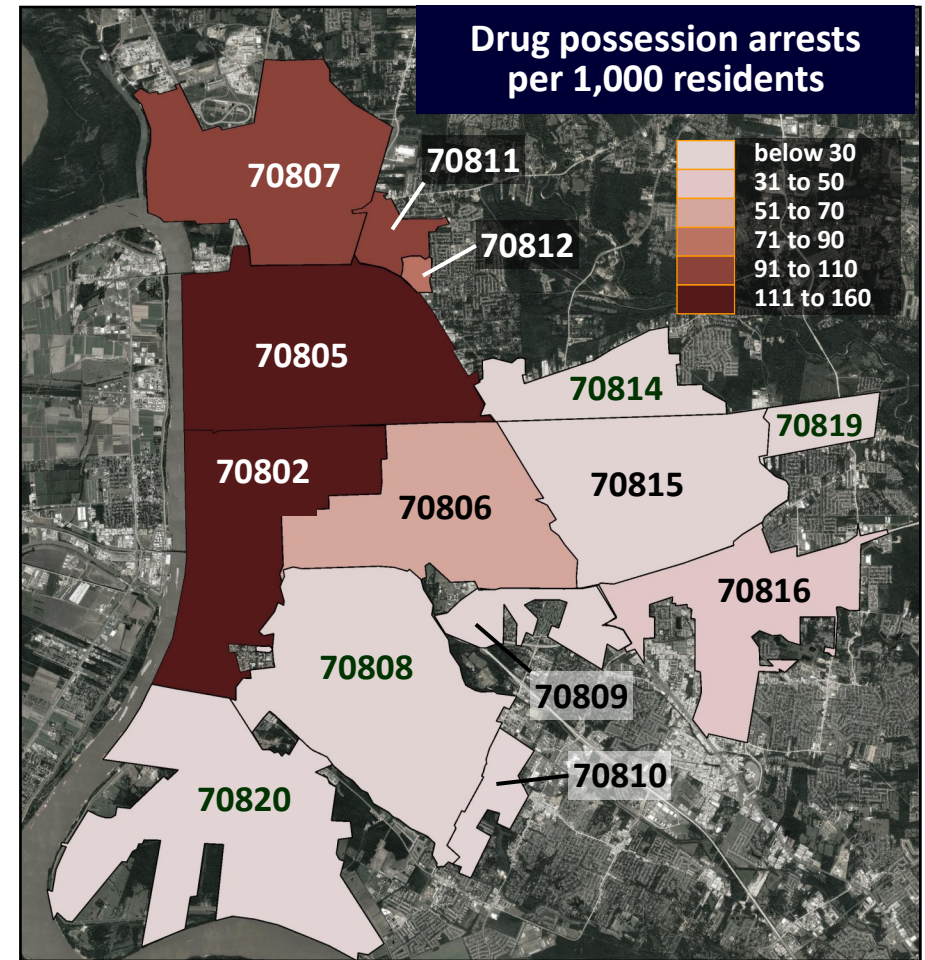 Drug possession arrests
per 1,000 residents
below 30
31 to 50
51 to 70
71 to 90
91 to 110
111 to 160
70811
70807
70812
70805
70814
70819
70802
70815
70806
70816
70808
70809
70810
70820